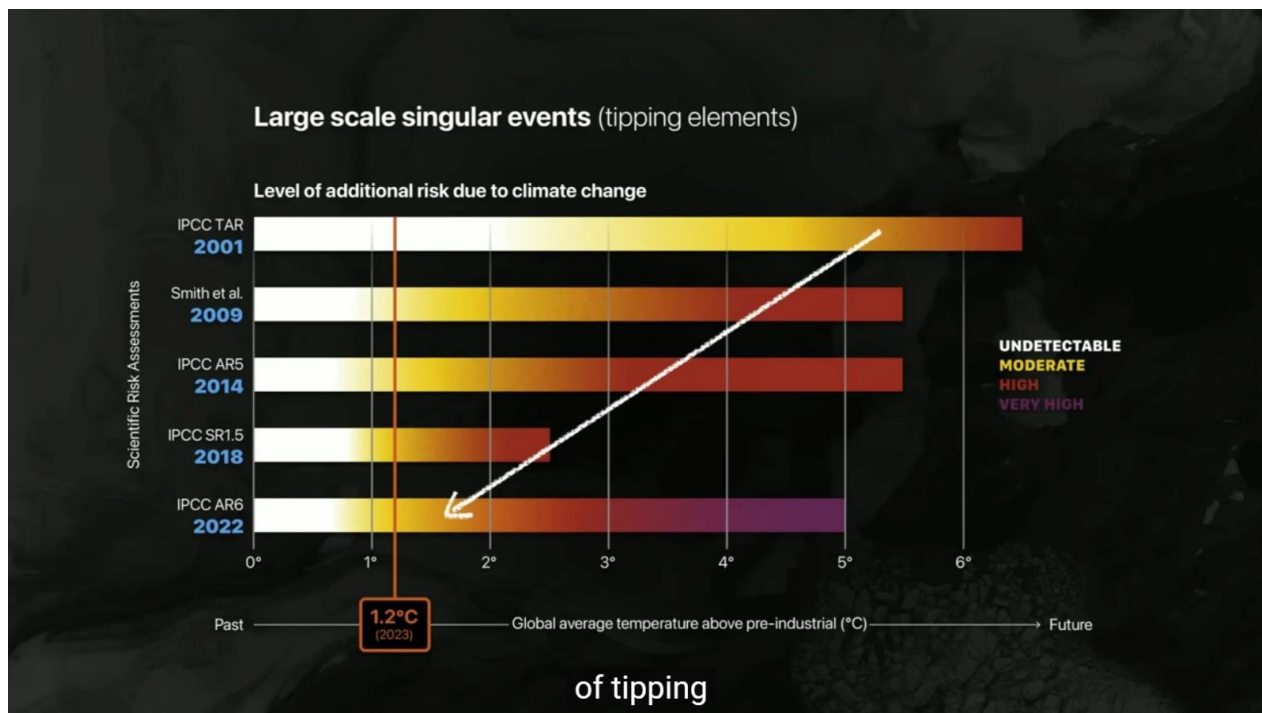 Large scale singular events (tipping elements)
Level of additional risk due to climate change
Scientific Risk Assessments
IPCC TAR
2001
Smith et al.
2009
IPCC AR5
2014
IPCC SR1.5
2018
IPCC AR6
2022
UNDETECTABLE
MODERATE
HIGH
VERY HIGH
0° 1° 2° 3° 4° 5° 6°
Past 1.2°C Global average temperature above pre-industrial (°C) Future
(2023)
of tipping